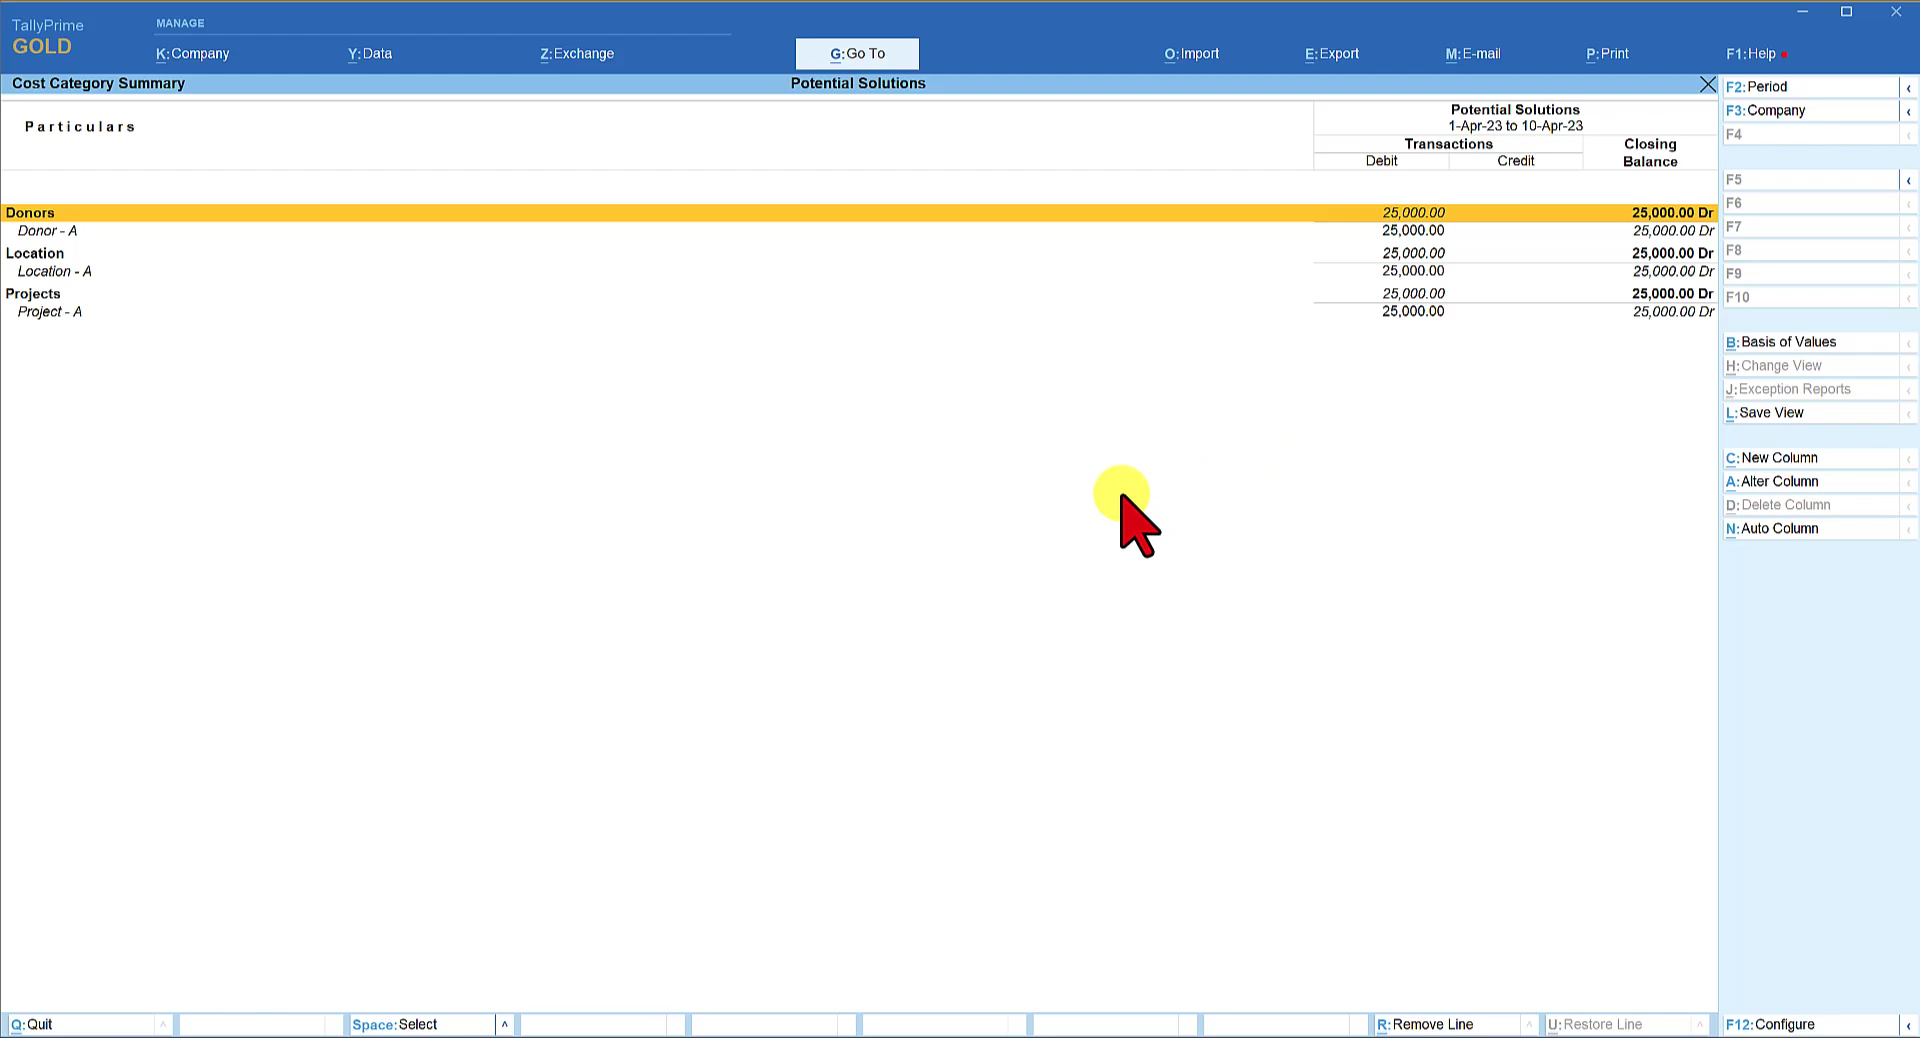 TallyPrime
GOLD
MANAGE
K:Company Y:Data Z:Exchange G:Go To O:Import E:Export M:E-mail P:Print F1:Help
Cost Category Summary Potential Solutions
Particulars
Potential Solutions
1-Apr-23 to 10-Apr-23
Transactions Closing
Debit Credit Balance
Donors 25,000.00 25,000.00 Dr
Donor - A 25,000.00 25,000.00 Dr
Location 25,000.00 25,000.00 Dr
Location - A 25,000.00 25,000.00 Dr
Projects 25,000.00 25,000.00 Dr
Project - A 25,000.00 25,000.00 Dr
F2:Period
F3:Company
F4
F5
F6
F7
F8
F9
F10
B:Basis of Values
H:Change View
J:Exception Reports
L:Save View
C:New Column
A:Alter Column
D:Delete Column
N:Auto Column
Q:Quit Space:Select R:Remove Line U:Restore Line F12:Configure